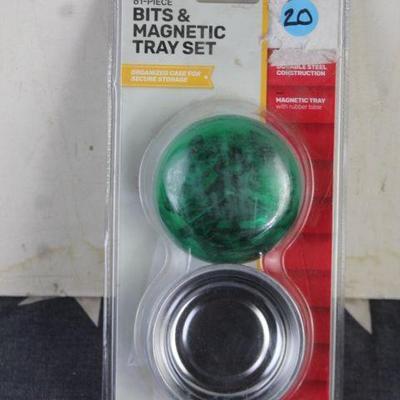 61-PIECE
BITS &
MAGNETIC
TRAY SET
ORGANIZED CASE FOR
SECURE STORAGE
20
DURABLE STEEL
CONSTRUCTION
MAGNETIC TRAY
with rubber base